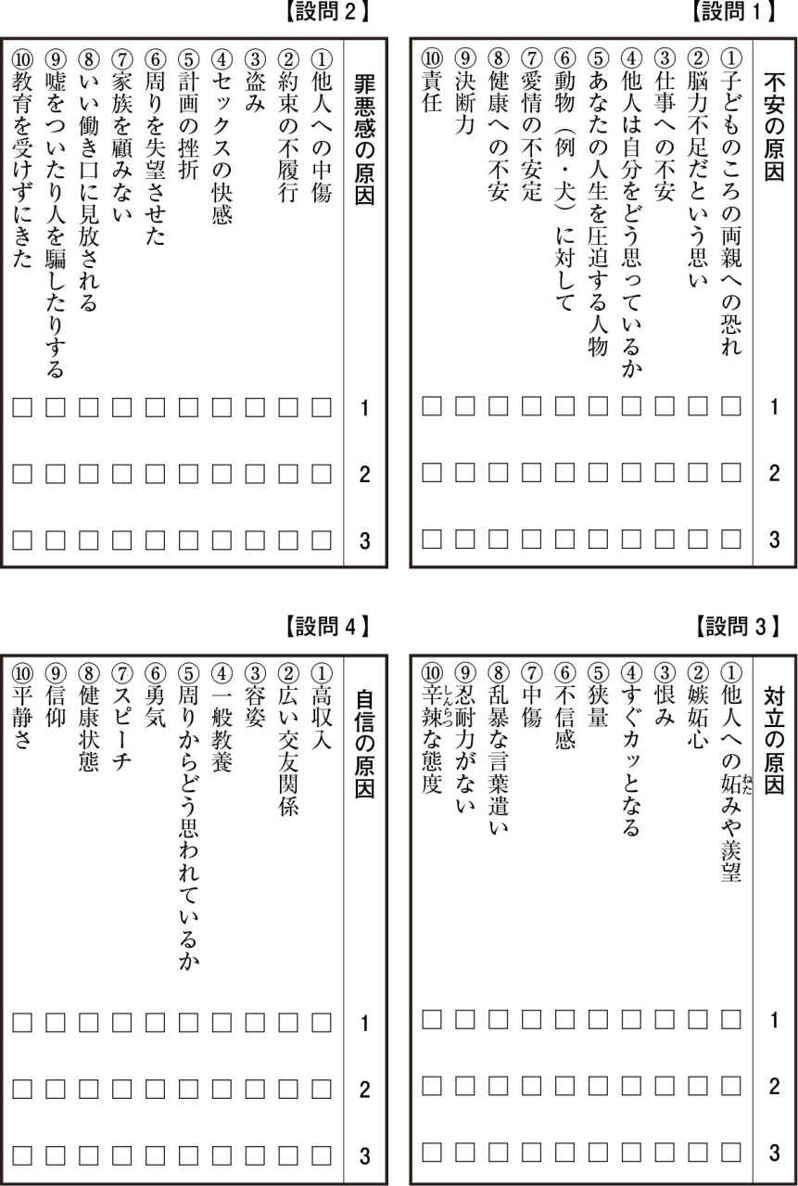 【設問1】
不安の原因 1 2 3
①子どものころの両親への恐れ □ □ □
②脳力不足だという思い □ □ □
③仕事への不安 □ □ □
④他人は自分をどう思っているか □ □ □
⑤あなたの人生を圧迫する人物 □ □ □
⑥動物（例・犬）に対して □ □ □
⑦愛情の不安定 □ □ □
⑧健康への不安 □ □ □
⑨決断力 □ □ □
⑩責任 □ □ □
【設問2】
罪悪感の原因 1 2 3
①他人への中傷 □ □ □
②約束の不履行 □ □ □
③盗み □ □ □
④セックスの快感 □ □ □
⑤計画の挫折 □ □ □
⑥周りを失望させた □ □ □
⑦家族を顧みない □ □ □
⑧いい働き口に見放される □ □ □
⑨嘘をついたり人を騙したりする □ □ □
⑩教育を受けずにきた □ □ □
【設問3】
対立の原因 1 2 3
①他人への妬みや羨望 □ □ □
ねた
②嫉妬心 □ □ □
③恨み □ □ □
④すぐカッとなる □ □ □
⑤狭量 □ □ □
⑥不信感 □ □ □
⑦中傷 □ □ □
⑧乱暴な言葉遣い □ □ □
⑨忍耐力がない □ □ □
⑩辛辣な態度 □ □ □
しんらつ
【設問4】
自信の原因 1 2 3
①高収入 □ □ □
②広い交友関係 □ □ □
③容姿 □ □ □
④一般教養 □ □ □
⑤周りからどう思われているか □ □ □
⑥勇気 □ □ □
⑦スピーチ □ □ □
⑧健康状態 □ □ □
⑨信仰 □ □ □
⑩平静さ □ □ □